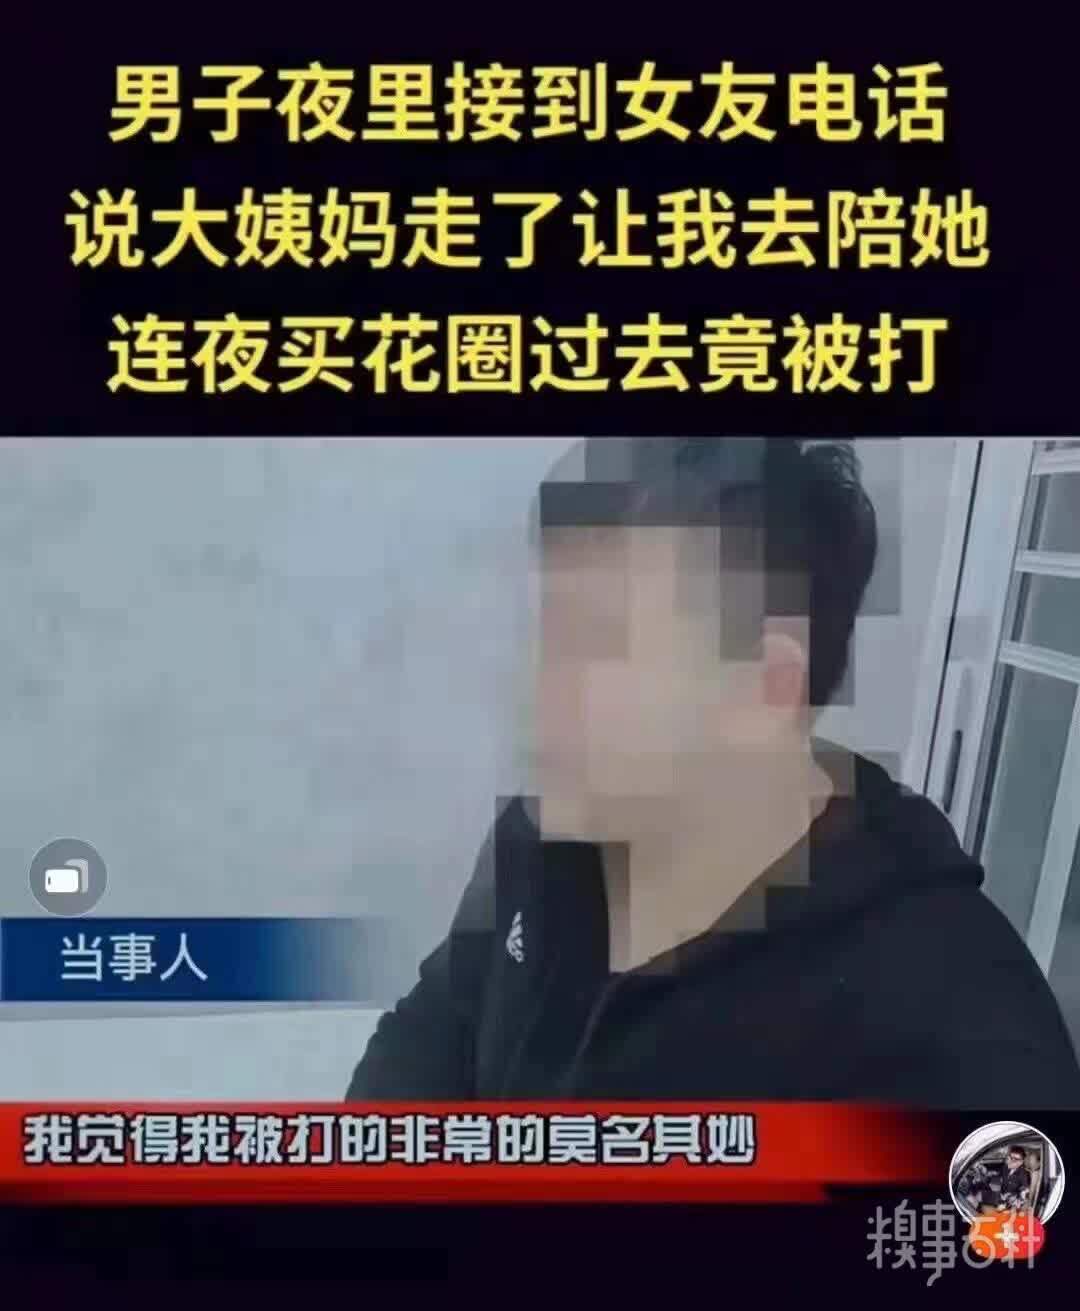 男子夜里接到女友电话
说大姨妈走了让我去陪她
连夜买花圈过去竟被打
当事人
我觉得我被打的非常的莫名其妙
糗事百科